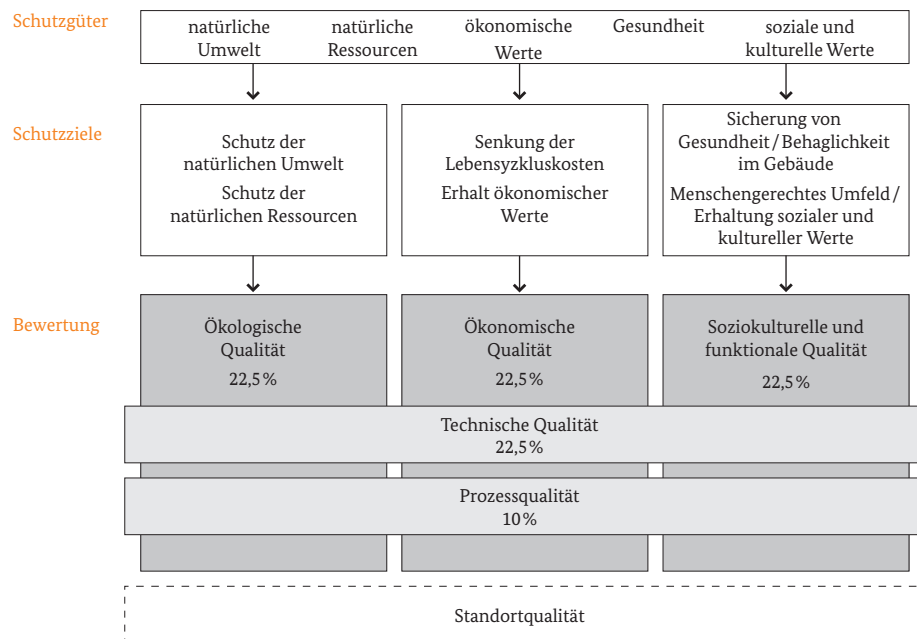 Schutzgüter
natürliche
Umwelt
natürliche
Ressourcen
ökonomische
Werte
Gesundheit
soziale und
kulturelle Werte
Schutzziele
Schutz der
natürlichen Umwelt
Schutz der
natürlichen Ressourcen
Senkung der
Lebensyzkluskosten
Erhalt ökonomischer
Werte
Sicherung von
Gesundheit / Behaglichkeit
im Gebäude
Menschengerechtes Umfeld /
Erhaltung sozialer und
kultureller Werte
Bewertung
Ökologische
Qualität
22,5 %
Ökonomische
Qualität
22,5 %
Soziokulturelle und
funktionale Qualität
22,5 %
Technische Qualität
22,5 %
Prozessqualität
10 %
Standortqualität